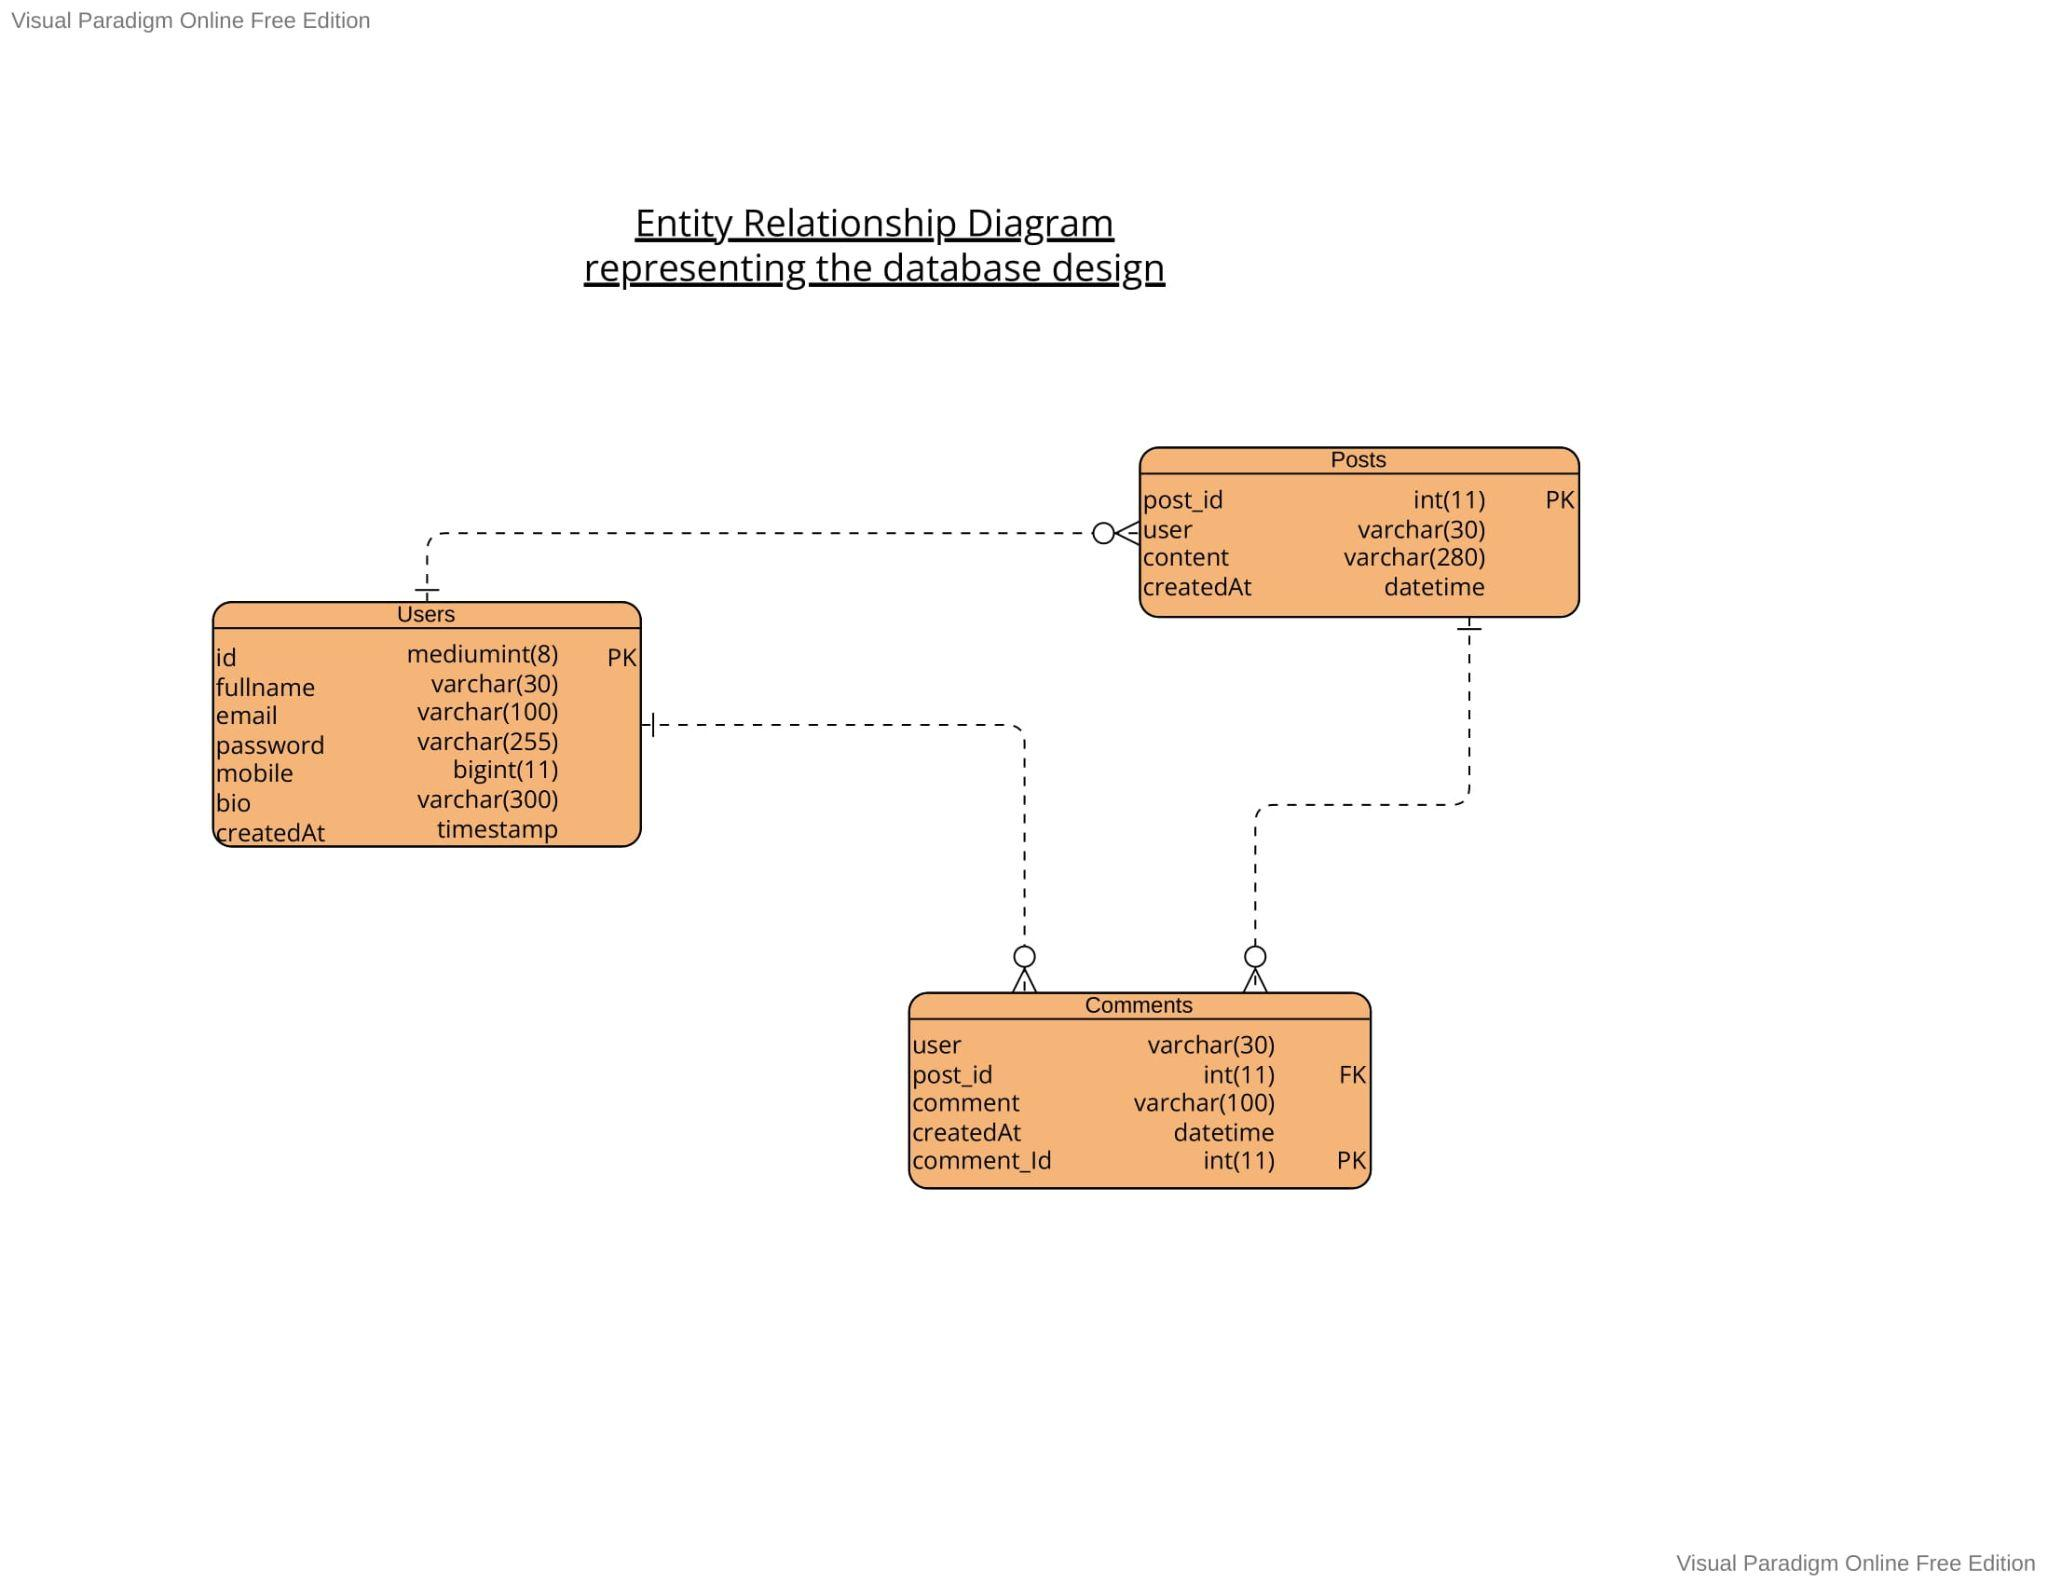 Visual Paradigm Online Free Edition
Entity Relationship Diagram
representing the database design
Posts
post_id int(11) PK
user varchar(30)
content varchar(280)
createdAt datetime
Users
id mediumint(8) PK
fullname varchar(30)
email varchar(100)
password varchar(255)
mobile bigint(11)
bio varchar(300)
createdAt timestamp
Comments
user varchar(30)
post_id int(11) FK
comment varchar(100)
createdAt datetime
comment_Id int(11) PK
Visual Paradigm Online Free Edition